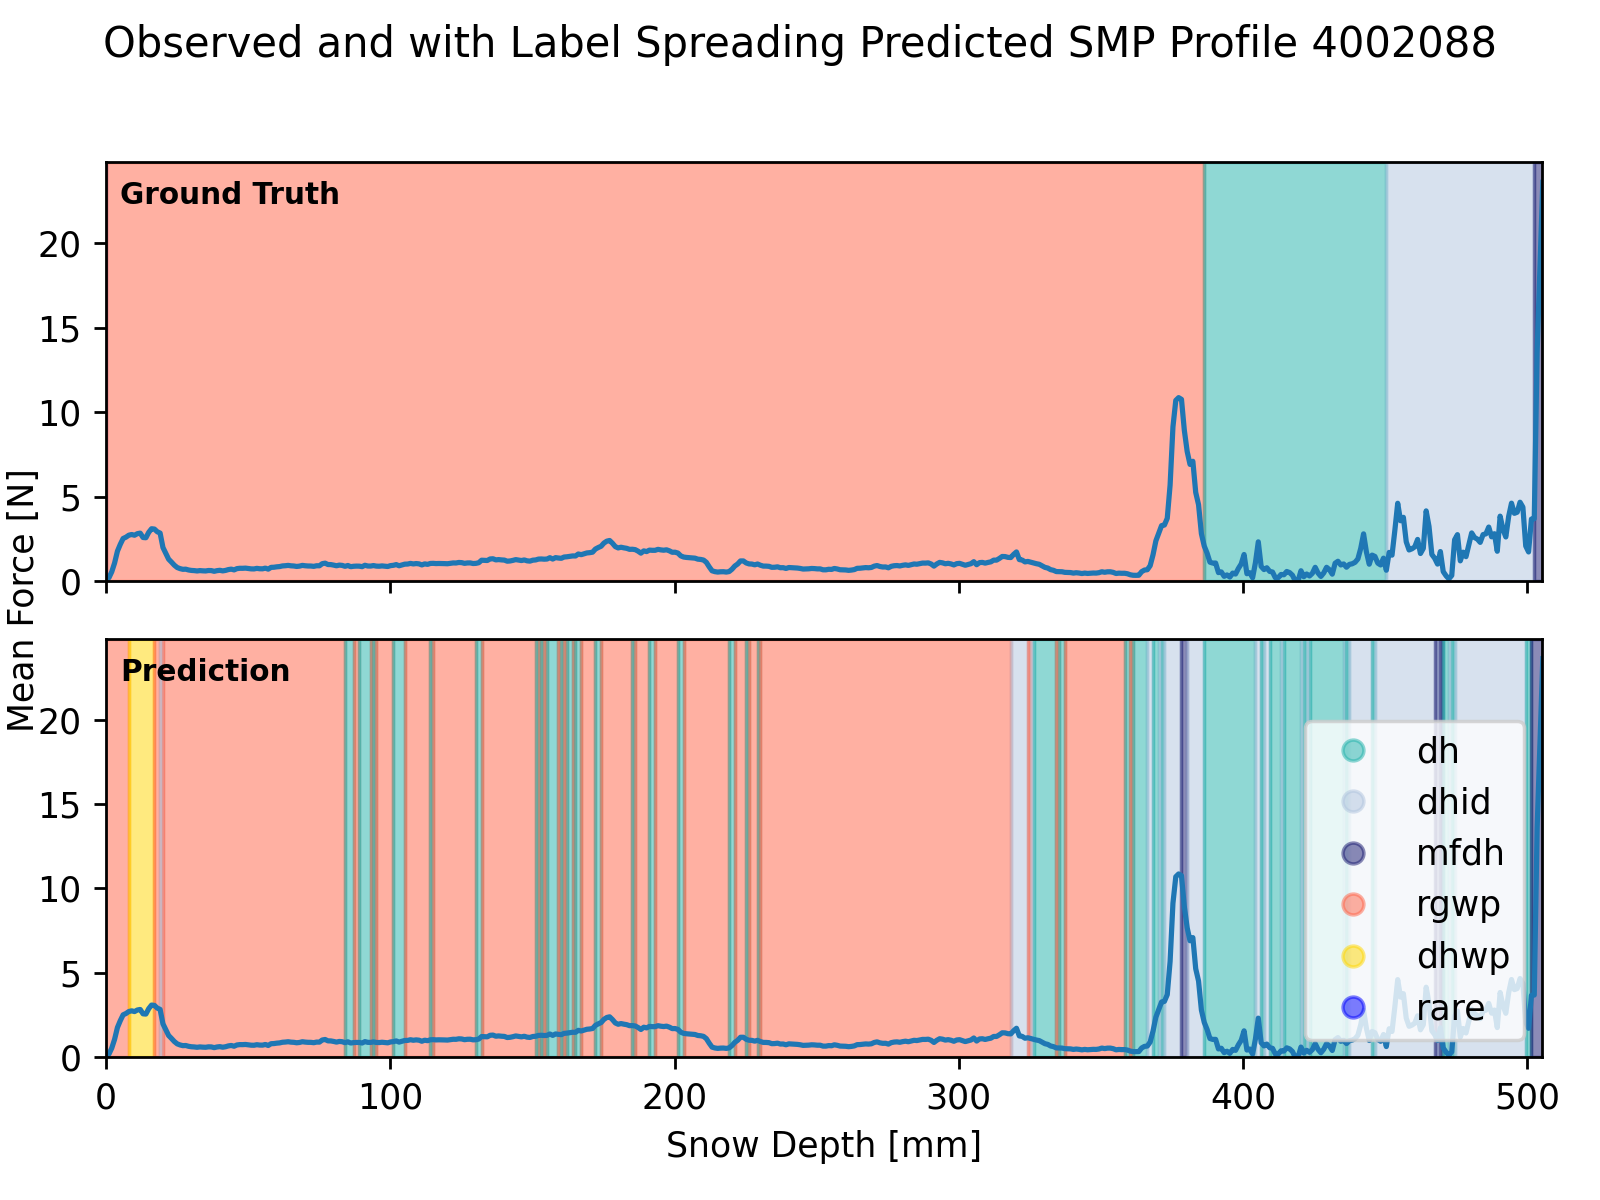 Observed and with Label Spreading Predicted SMP Profile 4002088
Ground Truth
20
15
10
5
0
Mean Force [N]
Prediction
20
15
10
5
0
dh
dhid
mfdh
rgwp
dhwp
rare
0 100 200 300 400 500
Snow Depth [mm]